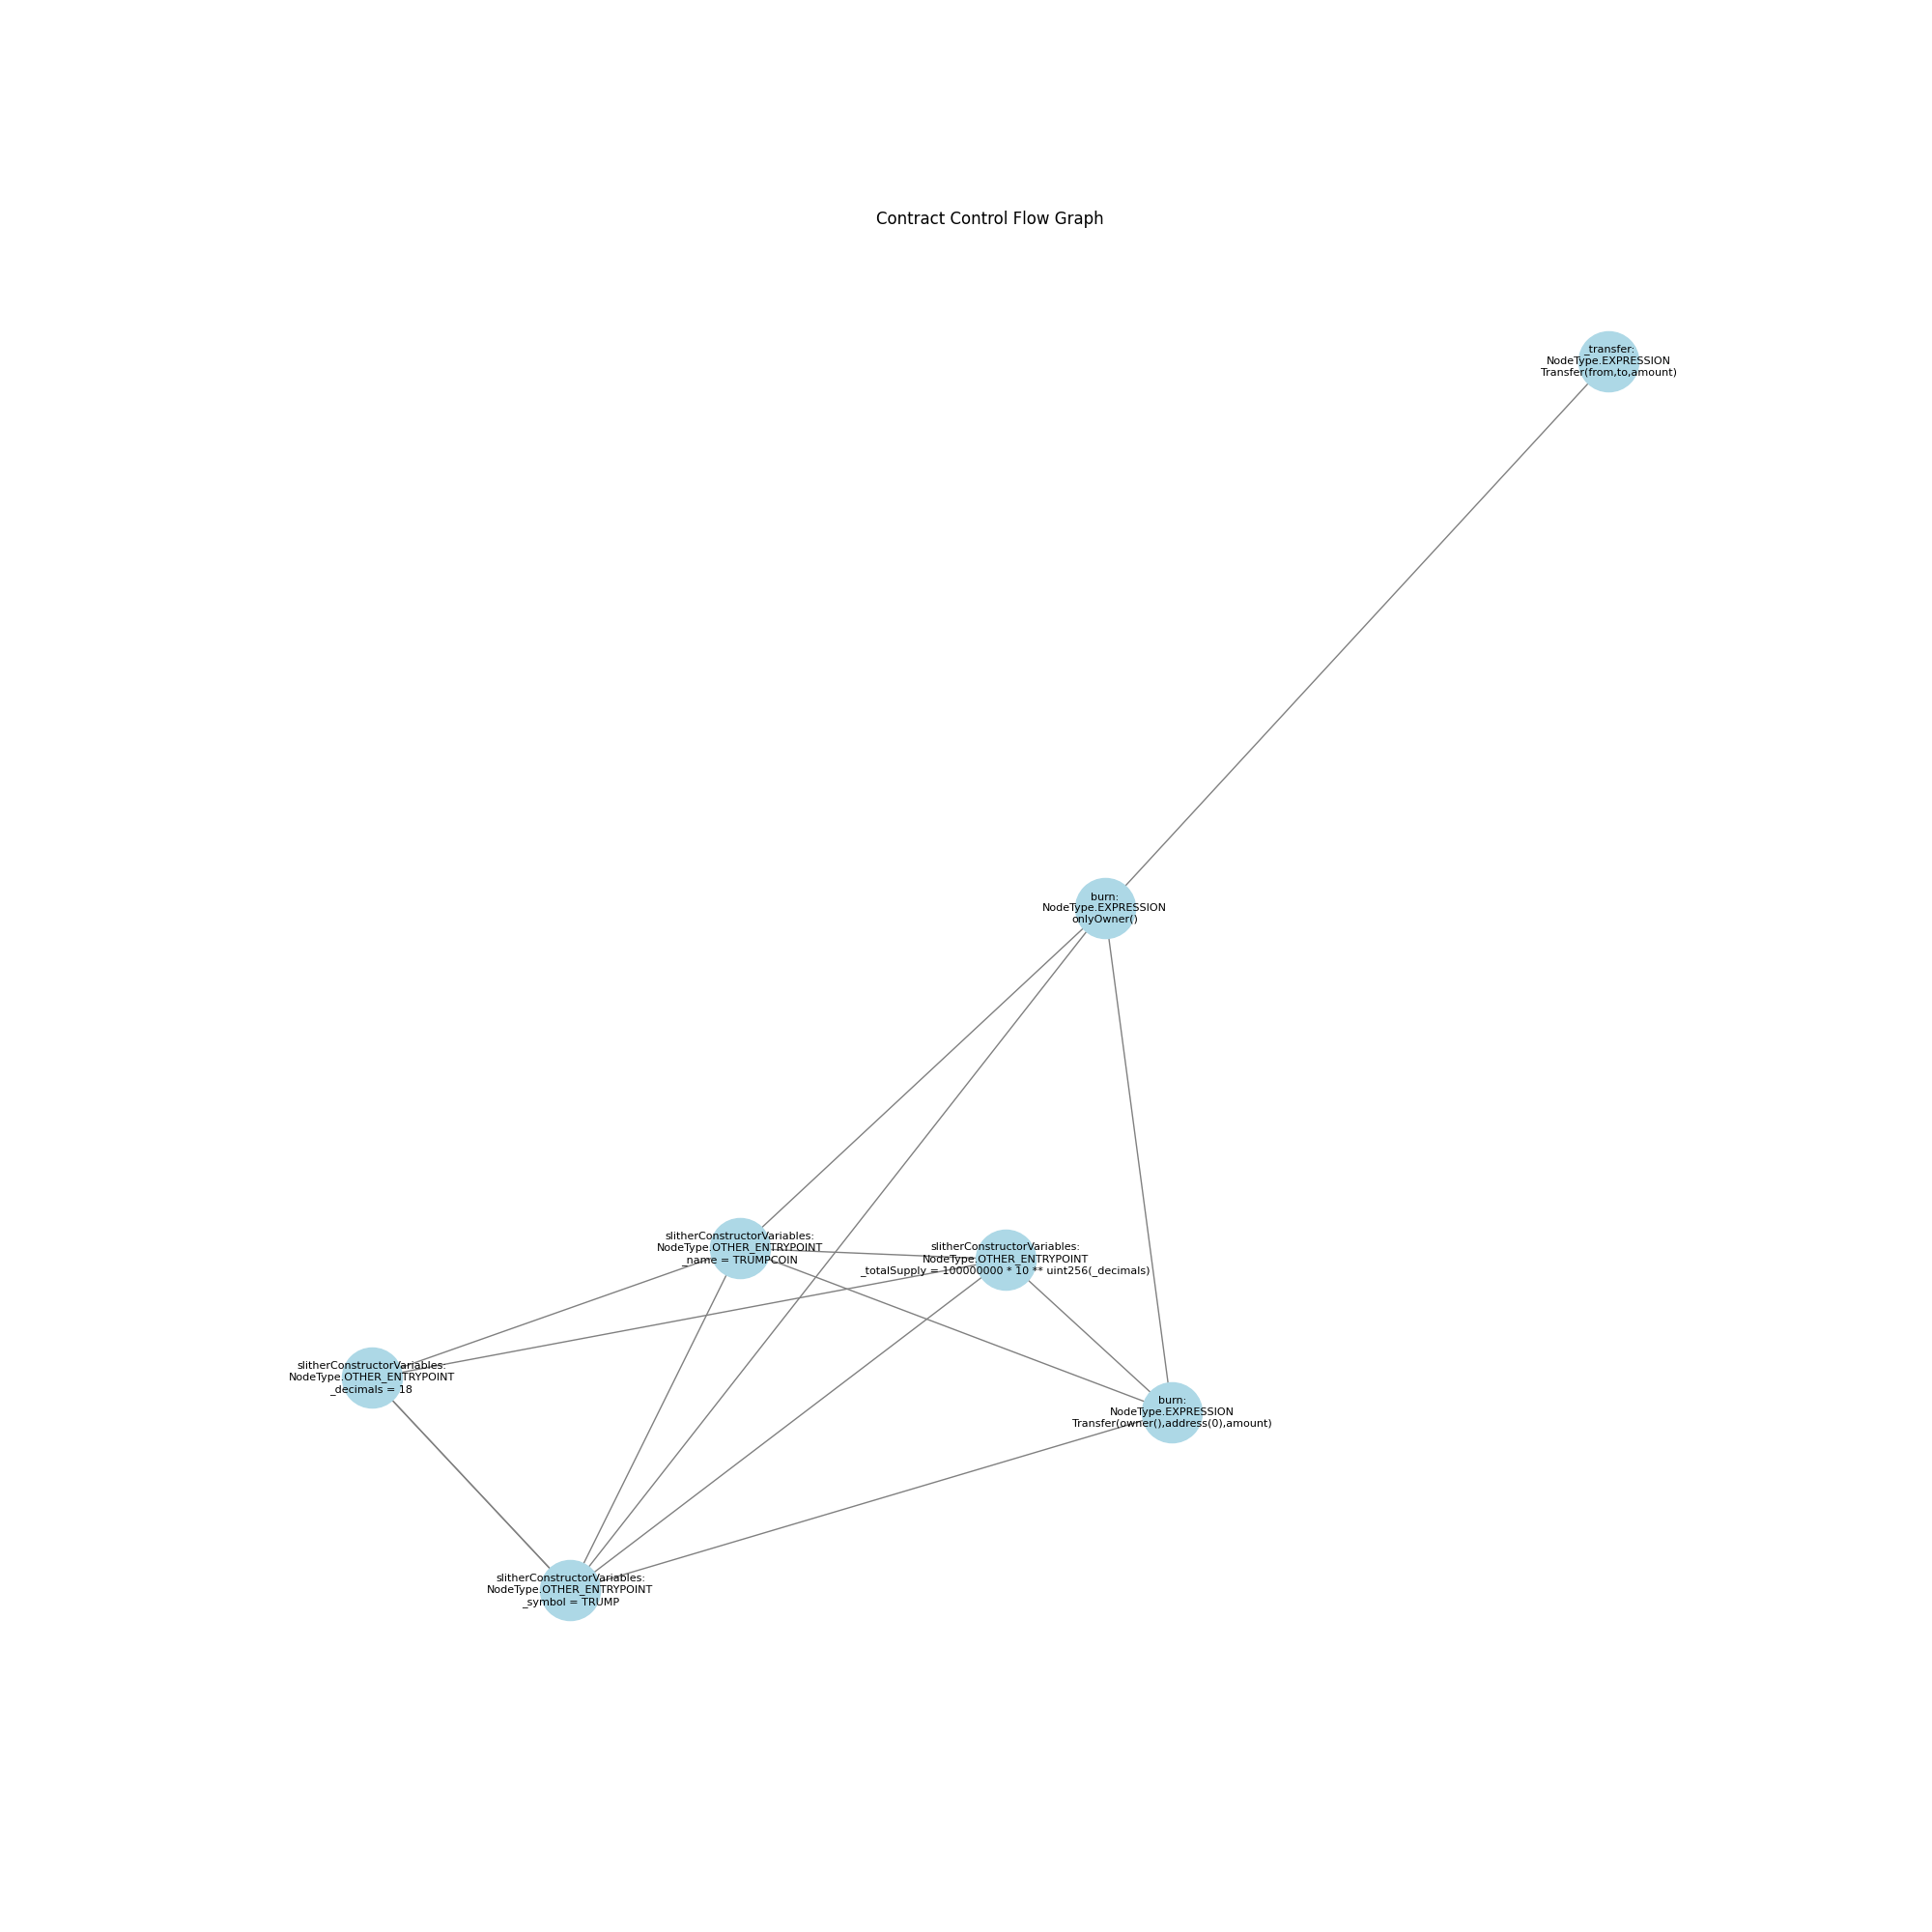 Contract Control Flow Graph
_transfer:
NodeType.EXPRESSION
Transfer(from,to,amount)
burn:
NodeType.EXPRESSION
onlyOwner()
slitherConstructorVariables:
NodeType.OTHER_ENTRYPOINT
_name = TRUMPCOIN
slitherConstructorVariables:
NodeType.OTHER_ENTRYPOINT
_totalSupply = 100000000 * 10 ** uint256(_decimals)
slitherConstructorVariables:
NodeType.OTHER_ENTRYPOINT
_decimals = 18
burn:
NodeType.EXPRESSION
Transfer(owner(),address(0),amount)
slitherConstructorVariables:
NodeType.OTHER_ENTRYPOINT
_symbol = TRUMP